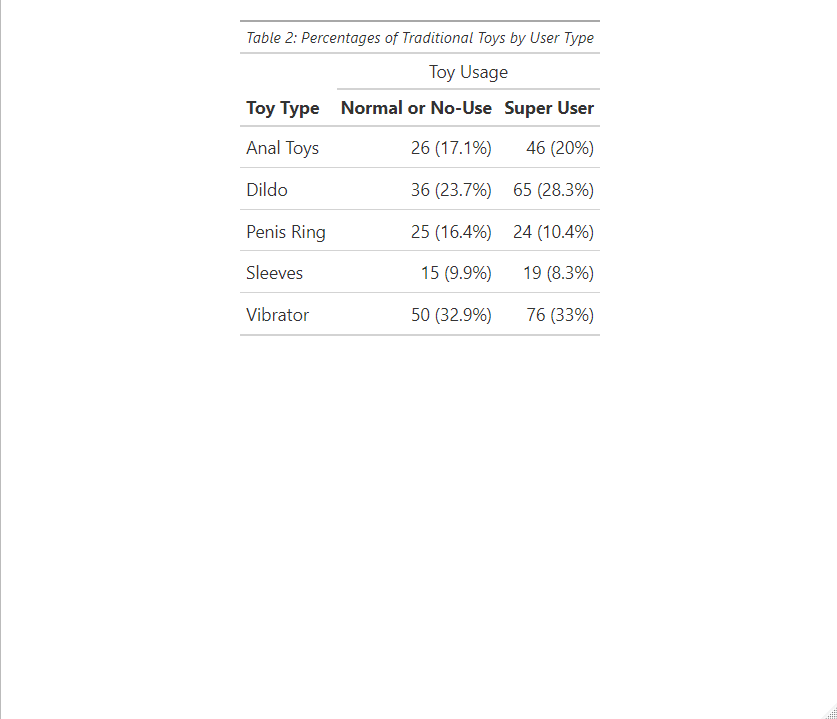 Table 2: Percentages of Traditional Toys by User Type
Toy Usage
Toy Type Normal or No-Use Super User
Anal Toys 26 (17.1%) 46 (20%)
Dildo 36 (23.7%) 65 (28.3%)
Penis Ring 25 (16.4%) 24 (10.4%)
Sleeves 15 (9.9%) 19 (8.3%)
Vibrator 50 (32.9%) 76 (33%)